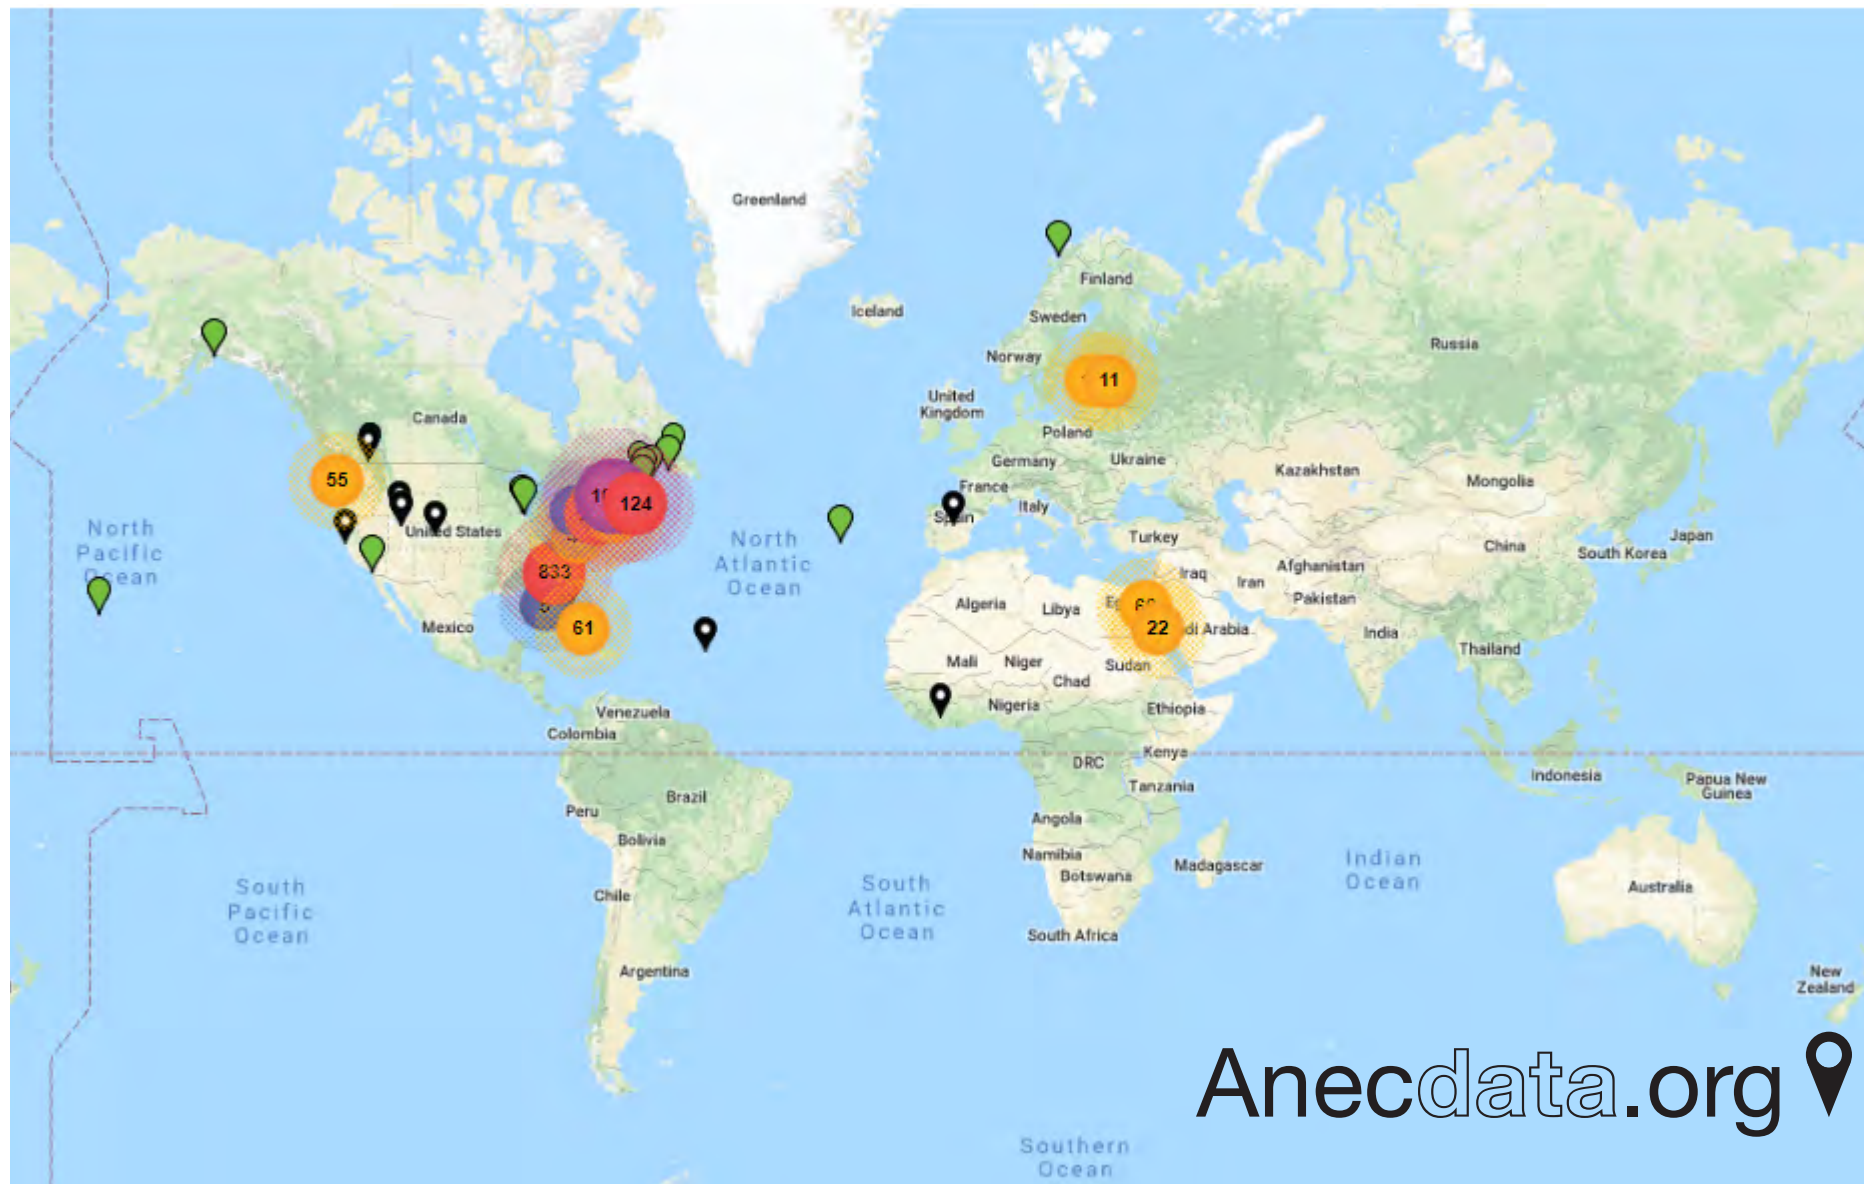 Greenland
Finland
Iceland
Sweden
Russia
Norway
11
United
Kingdom
Canada
Poland
Germany
Ukraine
Kazakhstan
Mongolia
55
France
124
Italy
Spain
United States
North
Pacific
Ocean
North
Atlantic
Ocean
Turkey
Japan
China
South Korea
833
Iraq
Iran
Afghanistan
Pakistan
Algeria
Libya
61
22
di Arabia
Mexico
India
Thailand
Mali
Niger
Sudan
Chad
Nigeria
Ethiopia
Venezuela
Colombia
Kenya
DRC
Indonesia
Papua New
Guinea
Tanzania
Brazil
Peru
Angola
Bolivia
Namibia
Botswana
Madagascar
Indian
Ocean
Chile
South
Pacific
Ocean
South
Atlantic
Ocean
Australia
South Africa
Argentina
New
Zealand
Anecdata.org
Southern
Ocean